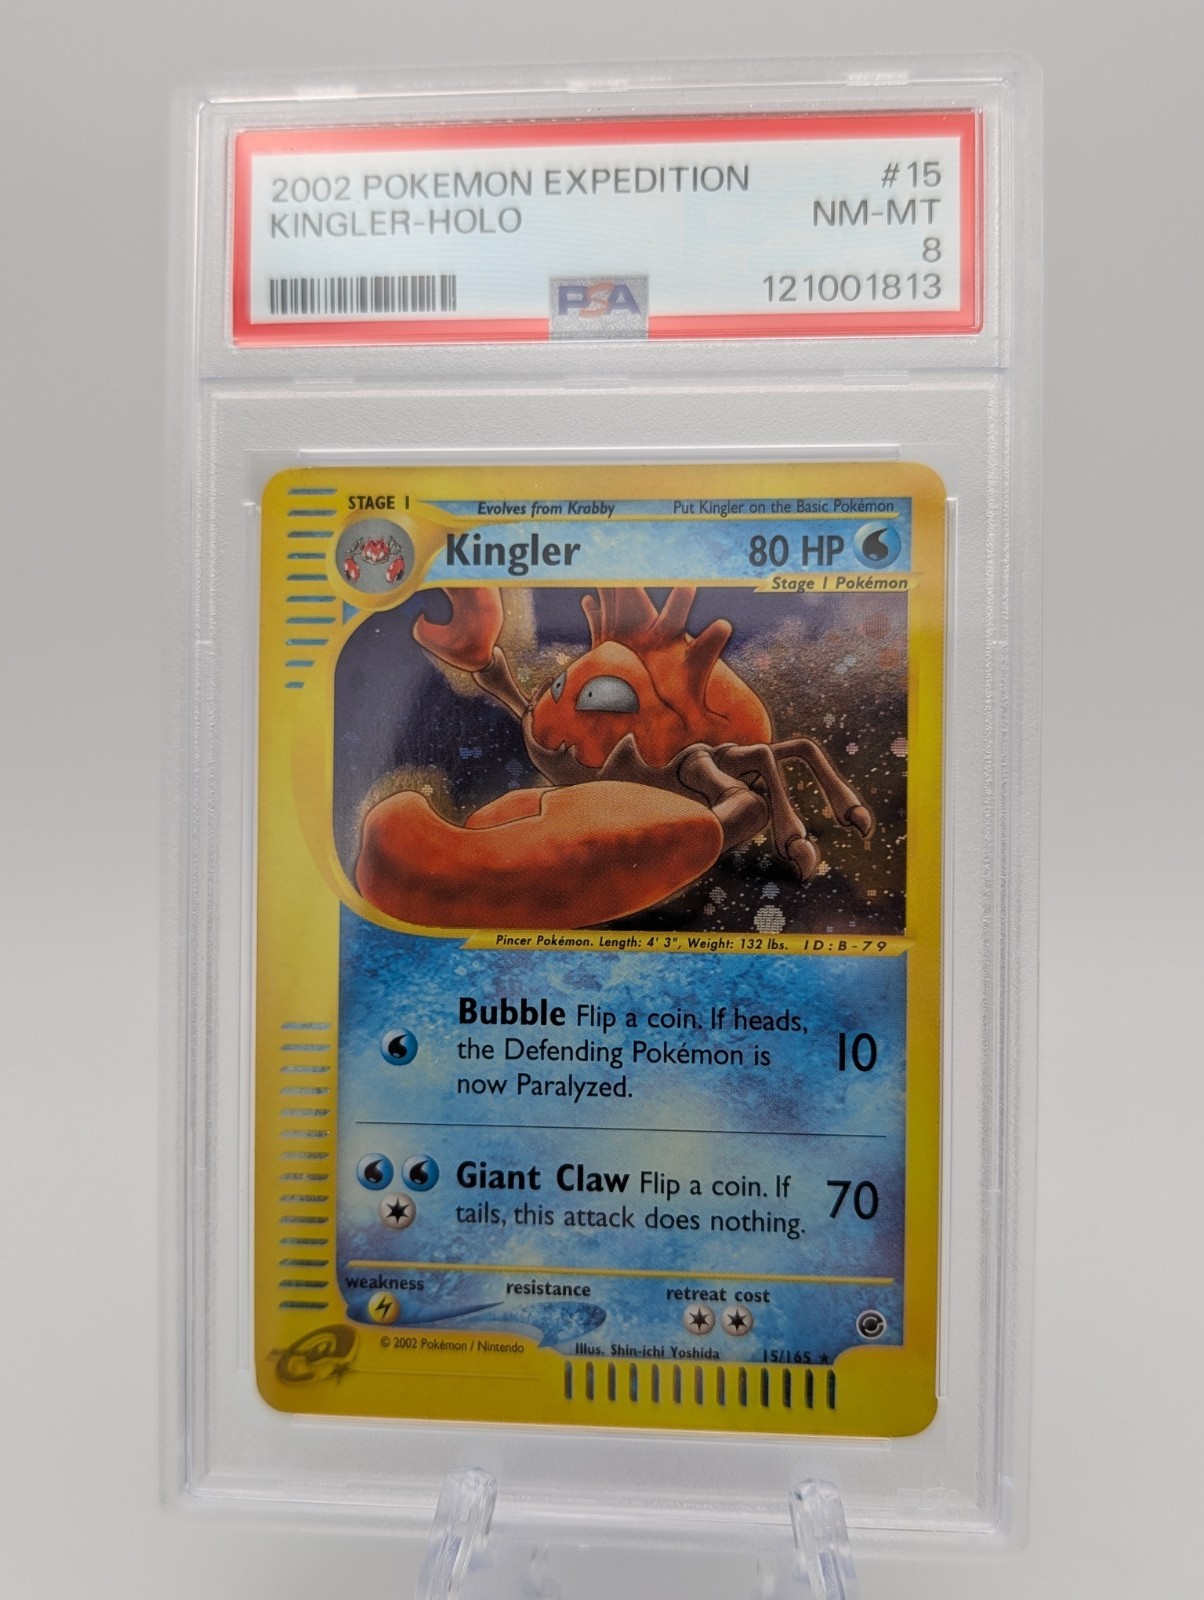 2002 POKEMON EXPEDITION #15
KINGLER-HOLO NM-MT
8
PSA 121001813
STAGE 1 Evolves from Krabby Put Kingler on the Basic Pokémon
Kingler 80 HP
Stage 1 Pokémon
Pincer Pokémon. Length: 4' 3", Weight: 132 lbs. ID:B-79
Bubble Flip a coin. If heads,
the Defending Pokémon is 10
now Paralyzed.
Giant Claw Flip a coin. If 70
tails, this attack does nothing.
weakness resistance retreat cost
© 2002 Pokémon / Nintendo Illus. Shin-ichi Yoshida 15/165 ★